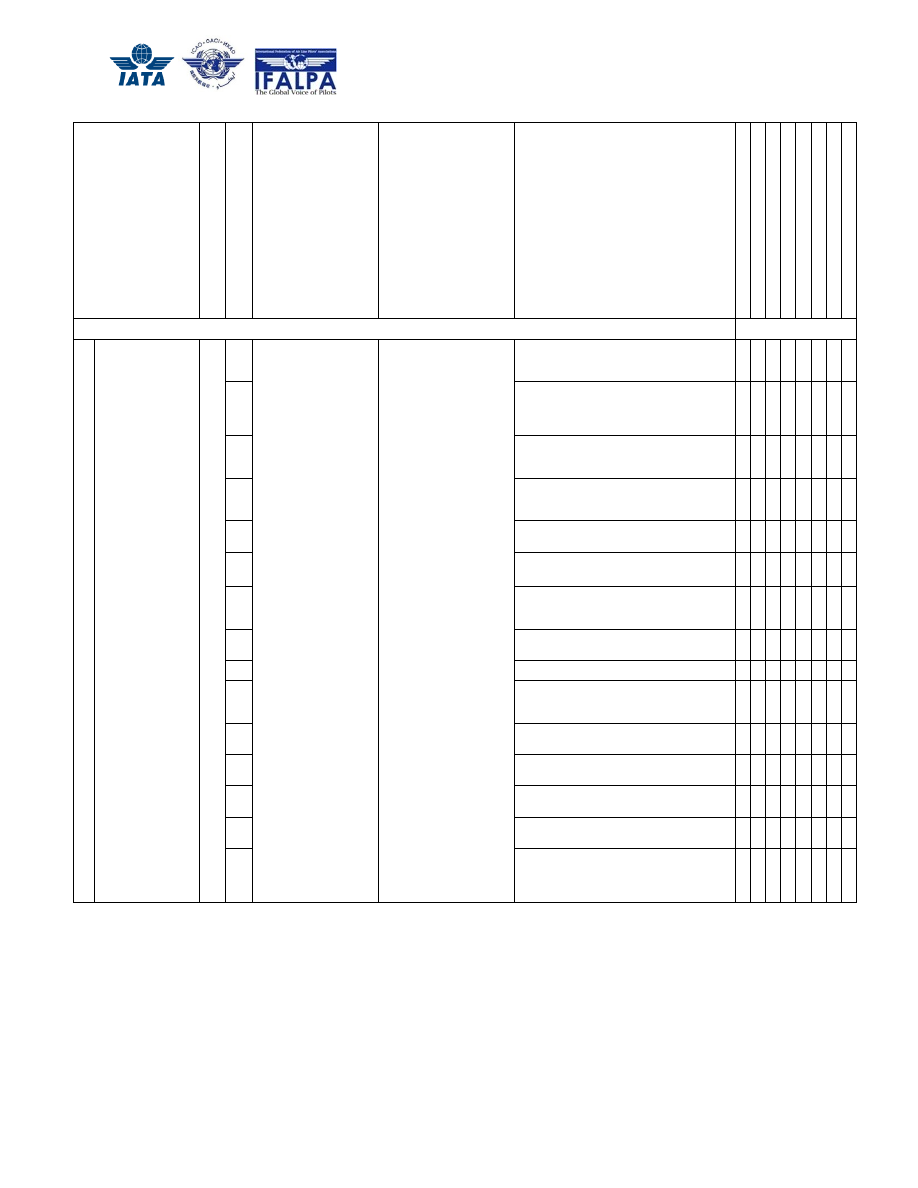 IATA
ICAO · OACI · ИКАО
International Federation of Air Line Pilots' Associations
IFALPA
The Global Voice of Pilots